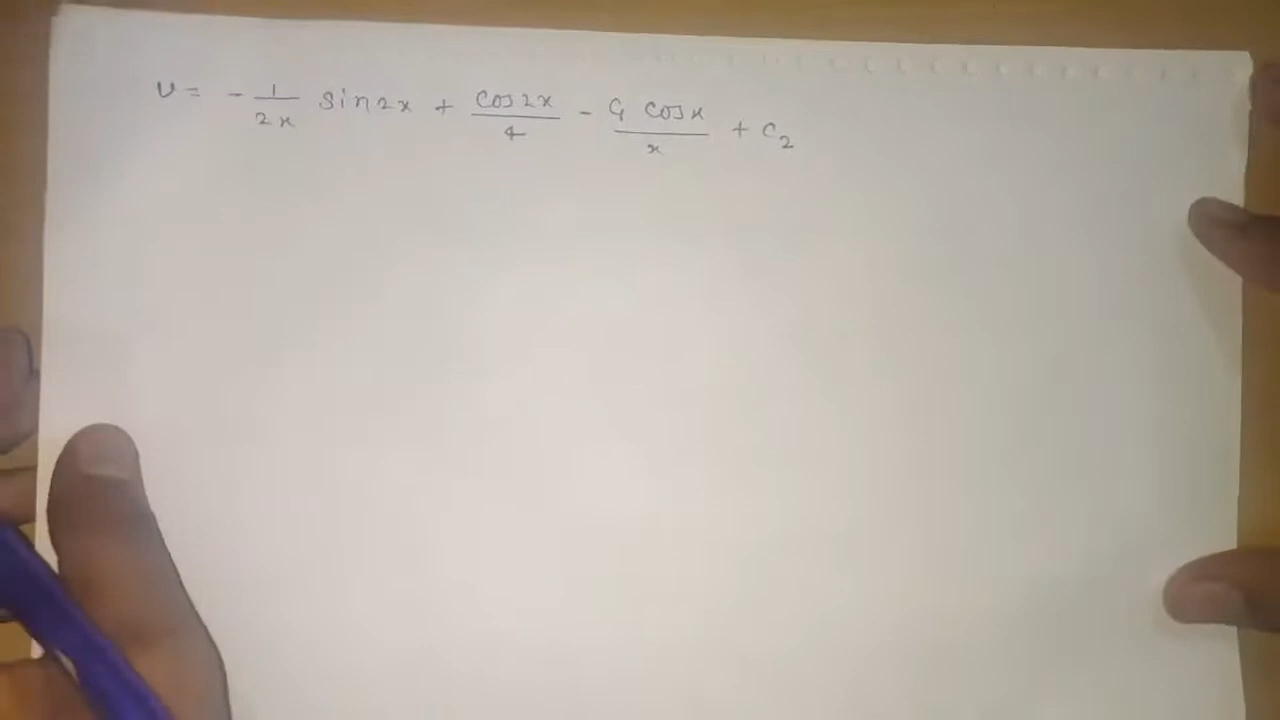 v = - 1/2x sin2x + cos2x/4 - C₁ cosx/x + C₂